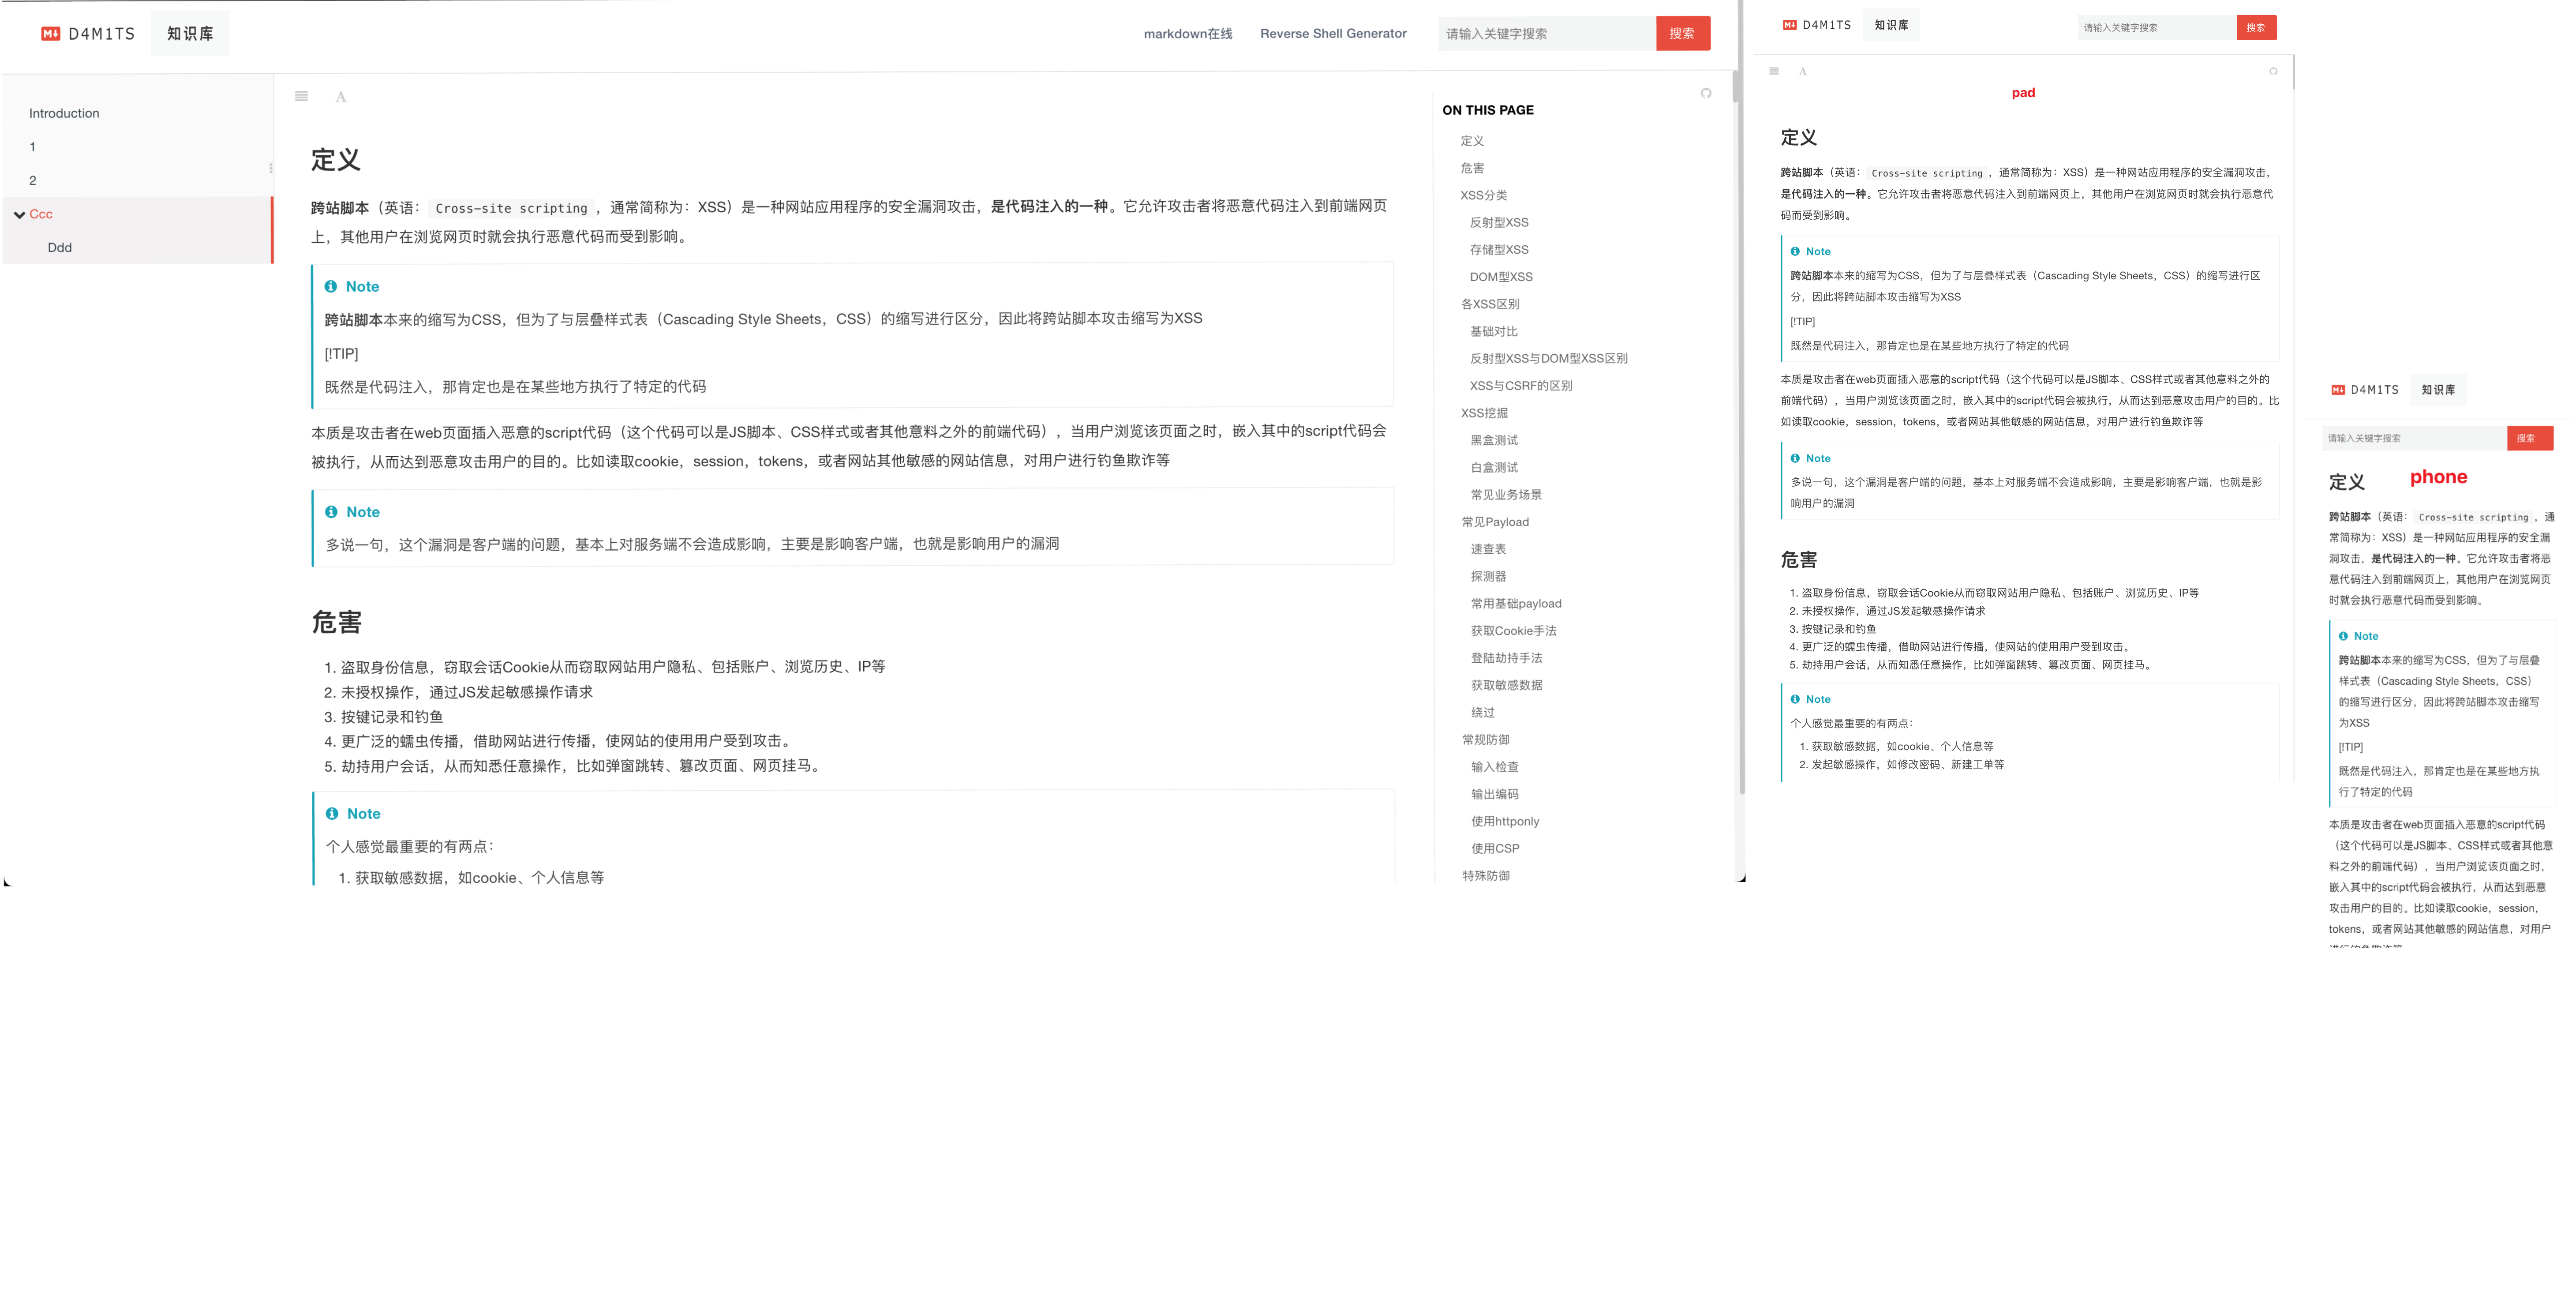 D4M1TS 知识库
markdown在线 Reverse Shell Generator 请输入关键字搜索 搜索
Introduction
1
2
Ccc
Ddd
A
定义
跨站脚本（英语： Cross-site scripting ，通常简称为：XSS）是一种网站应用程序的安全漏洞攻击，是代码注入的一种。它允许攻击者将恶意代码注入到前端网页
上，其他用户在浏览网页时就会执行恶意代码而受到影响。
Note
跨站脚本本来的缩写为CSS，但为了与层叠样式表（Cascading Style Sheets，CSS）的缩写进行区分，因此将跨站脚本攻击缩写为XSS
[!TIP]
既然是代码注入，那肯定也是在某些地方执行了特定的代码
本质是攻击者在web页面插入恶意的script代码（这个代码可以是JS脚本、CSS样式或者其他意料之外的前端代码），当用户浏览该页面之时，嵌入其中的script代码会
被执行，从而达到恶意攻击用户的目的。比如读取cookie，session，tokens，或者网站其他敏感的网站信息，对用户进行钓鱼欺诈等
Note
多说一句，这个漏洞是客户端的问题，基本上对服务端不会造成影响，主要是影响客户端，也就是影响用户的漏洞
危害
1. 盗取身份信息，窃取会话Cookie从而窃取网站用户隐私、包括账户、浏览历史、IP等
2. 未授权操作，通过JS发起敏感操作请求
3. 按键记录和钓鱼
4. 更广泛的蠕虫传播，借助网站进行传播，使网站的使用用户受到攻击。
5. 劫持用户会话，从而知悉任意操作，比如弹窗跳转、篡改页面、网页挂马。
Note
个人感觉最重要的有两点：
1. 获取敏感数据，如cookie、个人信息等
ON THIS PAGE
定义
危害
XSS分类
反射型XSS
存储型XSS
DOM型XSS
各XSS区别
基础对比
反射型XSS与DOM型XSS区别
XSS与CSRF的区别
XSS挖掘
黑盒测试
白盒测试
常见业务场景
常见Payload
速查表
探测器
常用基础payload
获取Cookie手法
登陆劫持手法
获取敏感数据
绕过
常规防御
输入检查
输出编码
使用httponly
使用CSP
特殊防御
D4M1TS 知识库
请输入关键字搜索 搜索
A
pad
定义
跨站脚本（英语： Cross-site scripting ，通常简称为：XSS）是一种网站应用程序的安全漏洞攻击，
是代码注入的一种。它允许攻击者将恶意代码注入到前端网页上，其他用户在浏览网页时就会执行恶意代
码而受到影响。
Note
跨站脚本本来的缩写为CSS，但为了与层叠样式表（Cascading Style Sheets，CSS）的缩写进行区
分，因此将跨站脚本攻击缩写为XSS
[!TIP]
既然是代码注入，那肯定也是在某些地方执行了特定的代码
本质是攻击者在web页面插入恶意的script代码（这个代码可以是JS脚本、CSS样式或者其他意料之外的
前端代码），当用户浏览该页面之时，嵌入其中的script代码会被执行，从而达到恶意攻击用户的目的。比
如读取cookie，session，tokens，或者网站其他敏感的网站信息，对用户进行钓鱼欺诈等
Note
多说一句，这个漏洞是客户端的问题，基本上对服务端不会造成影响，主要是影响客户端，也就是影
响用户的漏洞
危害
1. 盗取身份信息，窃取会话Cookie从而窃取网站用户隐私、包括账户、浏览历史、IP等
2. 未授权操作，通过JS发起敏感操作请求
3. 按键记录和钓鱼
4. 更广泛的蠕虫传播，借助网站进行传播，使网站的使用用户受到攻击。
5. 劫持用户会话，从而知悉任意操作，比如弹窗跳转、篡改页面、网页挂马。
Note
个人感觉最重要的有两点：
1. 获取敏感数据，如cookie、个人信息等
2. 发起敏感操作，如修改密码、新建工单等
D4M1TS 知识库
请输入关键字搜索 搜索
定义 phone
跨站脚本（英语： Cross-site scripting ，通
常简称为：XSS）是一种网站应用程序的安全漏
洞攻击，是代码注入的一种。它允许攻击者将恶
意代码注入到前端网页上，其他用户在浏览网页
时就会执行恶意代码而受到影响。
Note
跨站脚本本来的缩写为CSS，但为了与层叠
样式表（Cascading Style Sheets，CSS）
的缩写进行区分，因此将跨站脚本攻击缩写
为XSS
[!TIP]
既然是代码注入，那肯定也是在某些地方执
行了特定的代码
本质是攻击者在web页面插入恶意的script代码
（这个代码可以是JS脚本、CSS样式或者其他意
料之外的前端代码），当用户浏览该页面之时，
嵌入其中的script代码会被执行，从而达到恶意
攻击用户的目的。比如读取cookie，session，
tokens，或者网站其他敏感的网站信息，对用户